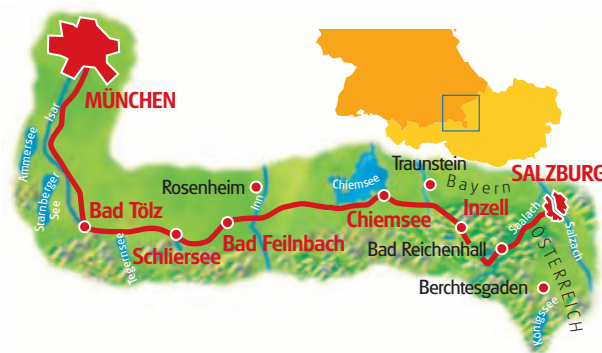 MÜNCHEN
Isar
Ammersee
Starnberger
See
Bad Tölz
Tegernsee
Schliersee
Rosenheim
Bad Feilnbach
Inn
Chiemsee
Chiemsee
Traunstein
Bayern
Inzell
SALZBURG
Saalach
Salzach
Bad Reichenhall
ÖSTERREICH
Berchtesgaden
Königssee